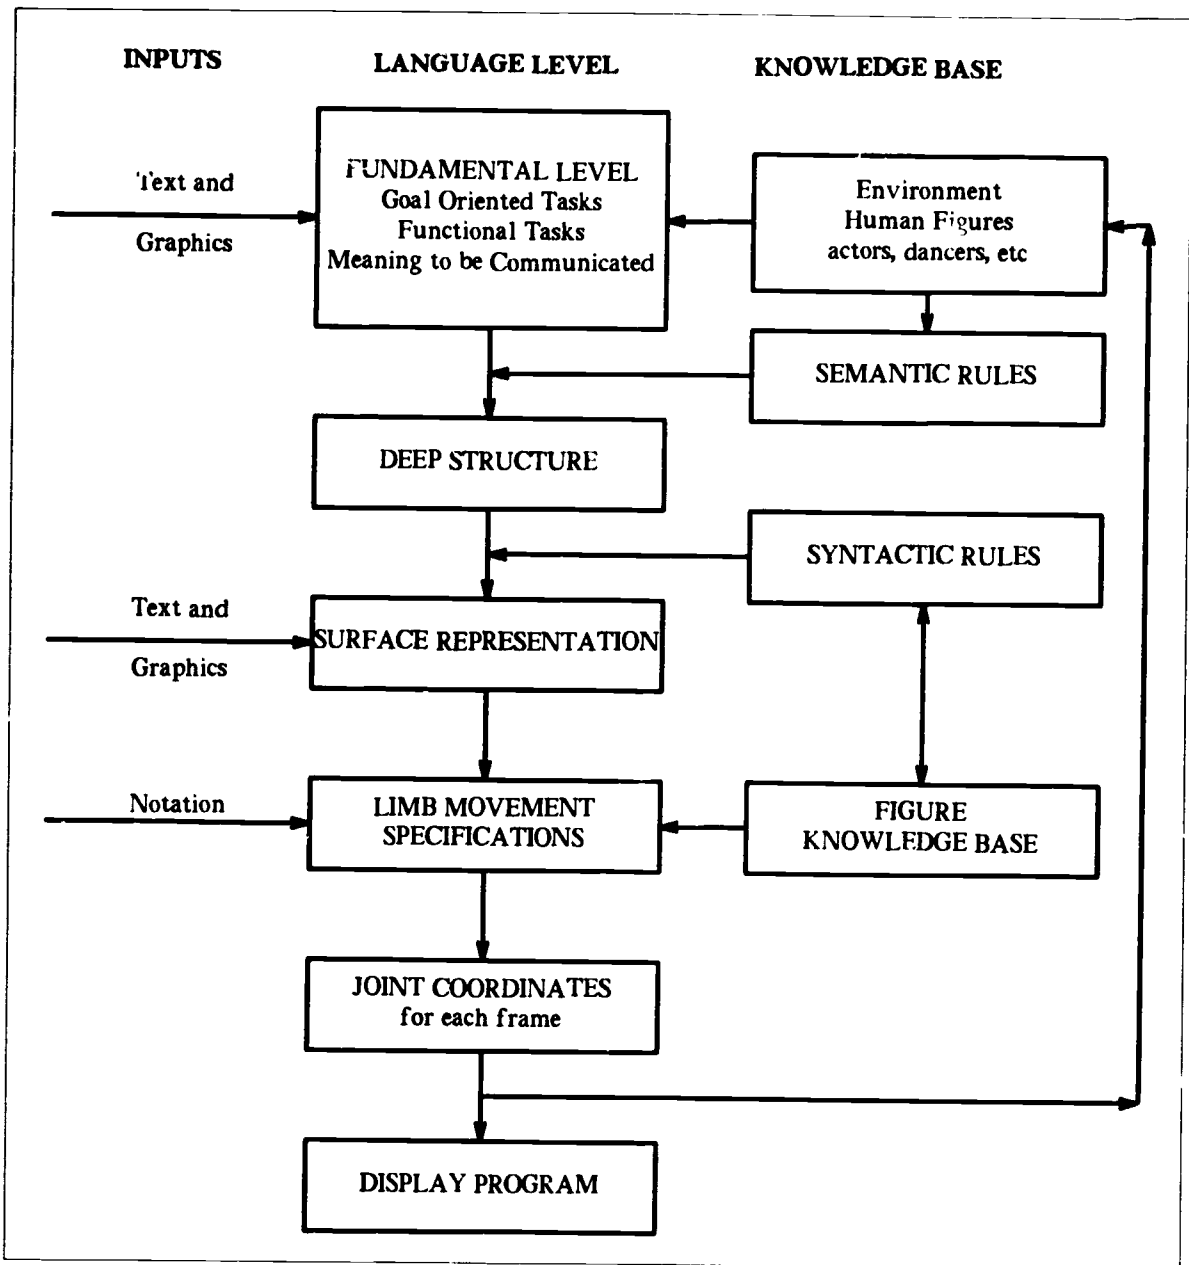 INPUTS
LANGUAGE LEVEL
KNOWLEDGE BASE
Text and
Graphics
FUNDAMENTAL LEVEL
Goal Oriented Tasks
Functional Tasks
Meaning to be Communicated
Environment
Human Figures
actors, dancers, etc
SEMANTIC RULES
DEEP STRUCTURE
SYNTACTIC RULES
Text and
Graphics
SURFACE REPRESENTATION
Notation
LIMB MOVEMENT
SPECIFICATIONS
FIGURE
KNOWLEDGE BASE
JOINT COORDINATES
for each frame
DISPLAY PROGRAM